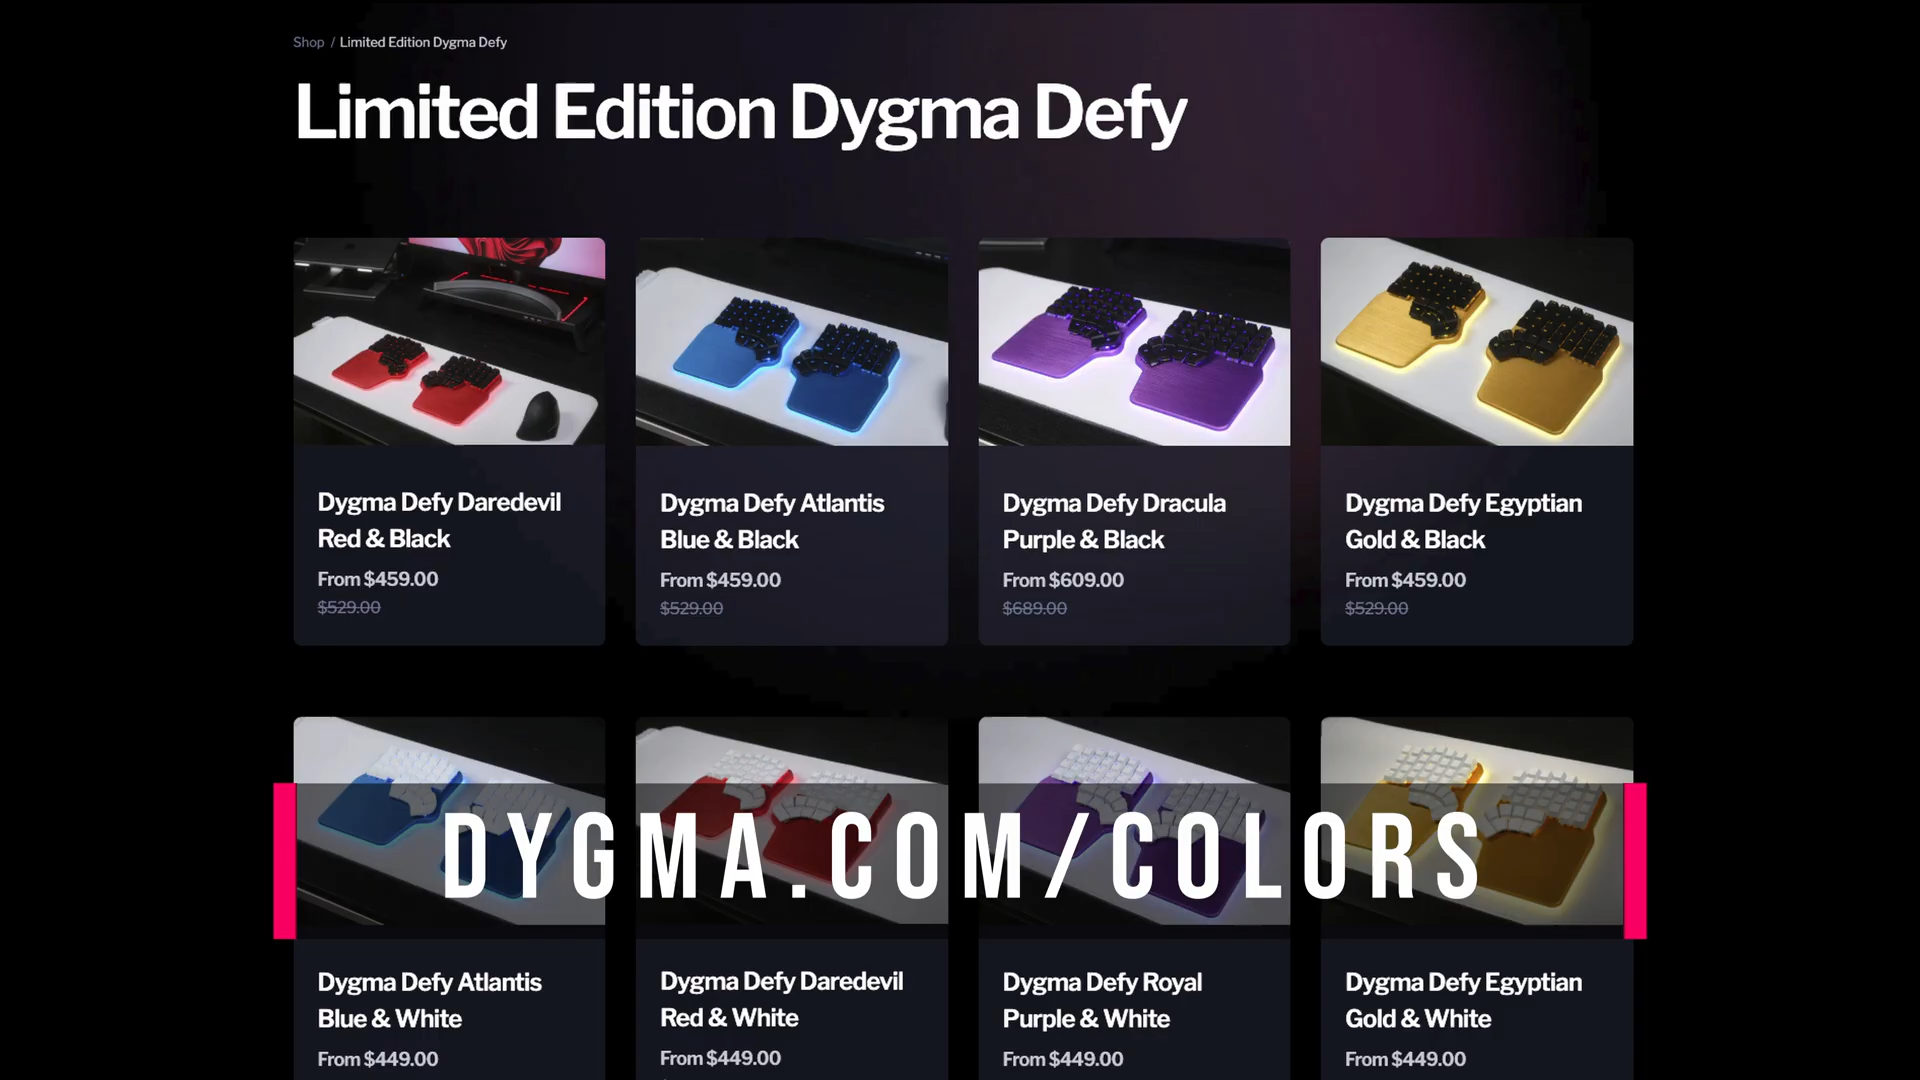 Shop / Limited Edition Dygma Defy
Limited Edition Dygma Defy
Dygma Defy Daredevil
Red & Black
From $459.00
$529.00
Dygma Defy Atlantis
Blue & Black
From $459.00
$529.00
Dygma Defy Dracula
Purple & Black
From $609.00
$689.00
Dygma Defy Egyptian
Gold & Black
From $459.00
$529.00
DYGMA.COM/COLORS
Dygma Defy Atlantis
Blue & White
From $449.00
Dygma Defy Daredevil
Red & White
From $449.00
Dygma Defy Royal
Purple & White
From $449.00
Dygma Defy Egyptian
Gold & White
From $449.00